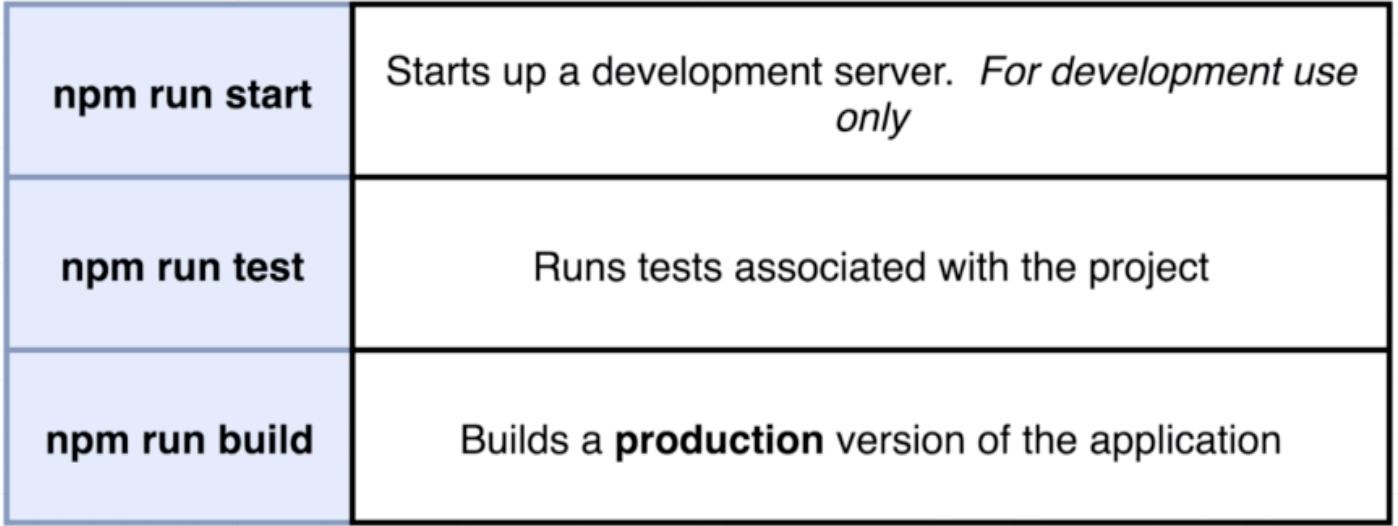 npm run start
Starts up a development server. For development use
only
npm run test
Runs tests associated with the project
npm run build
Builds a production version of the application